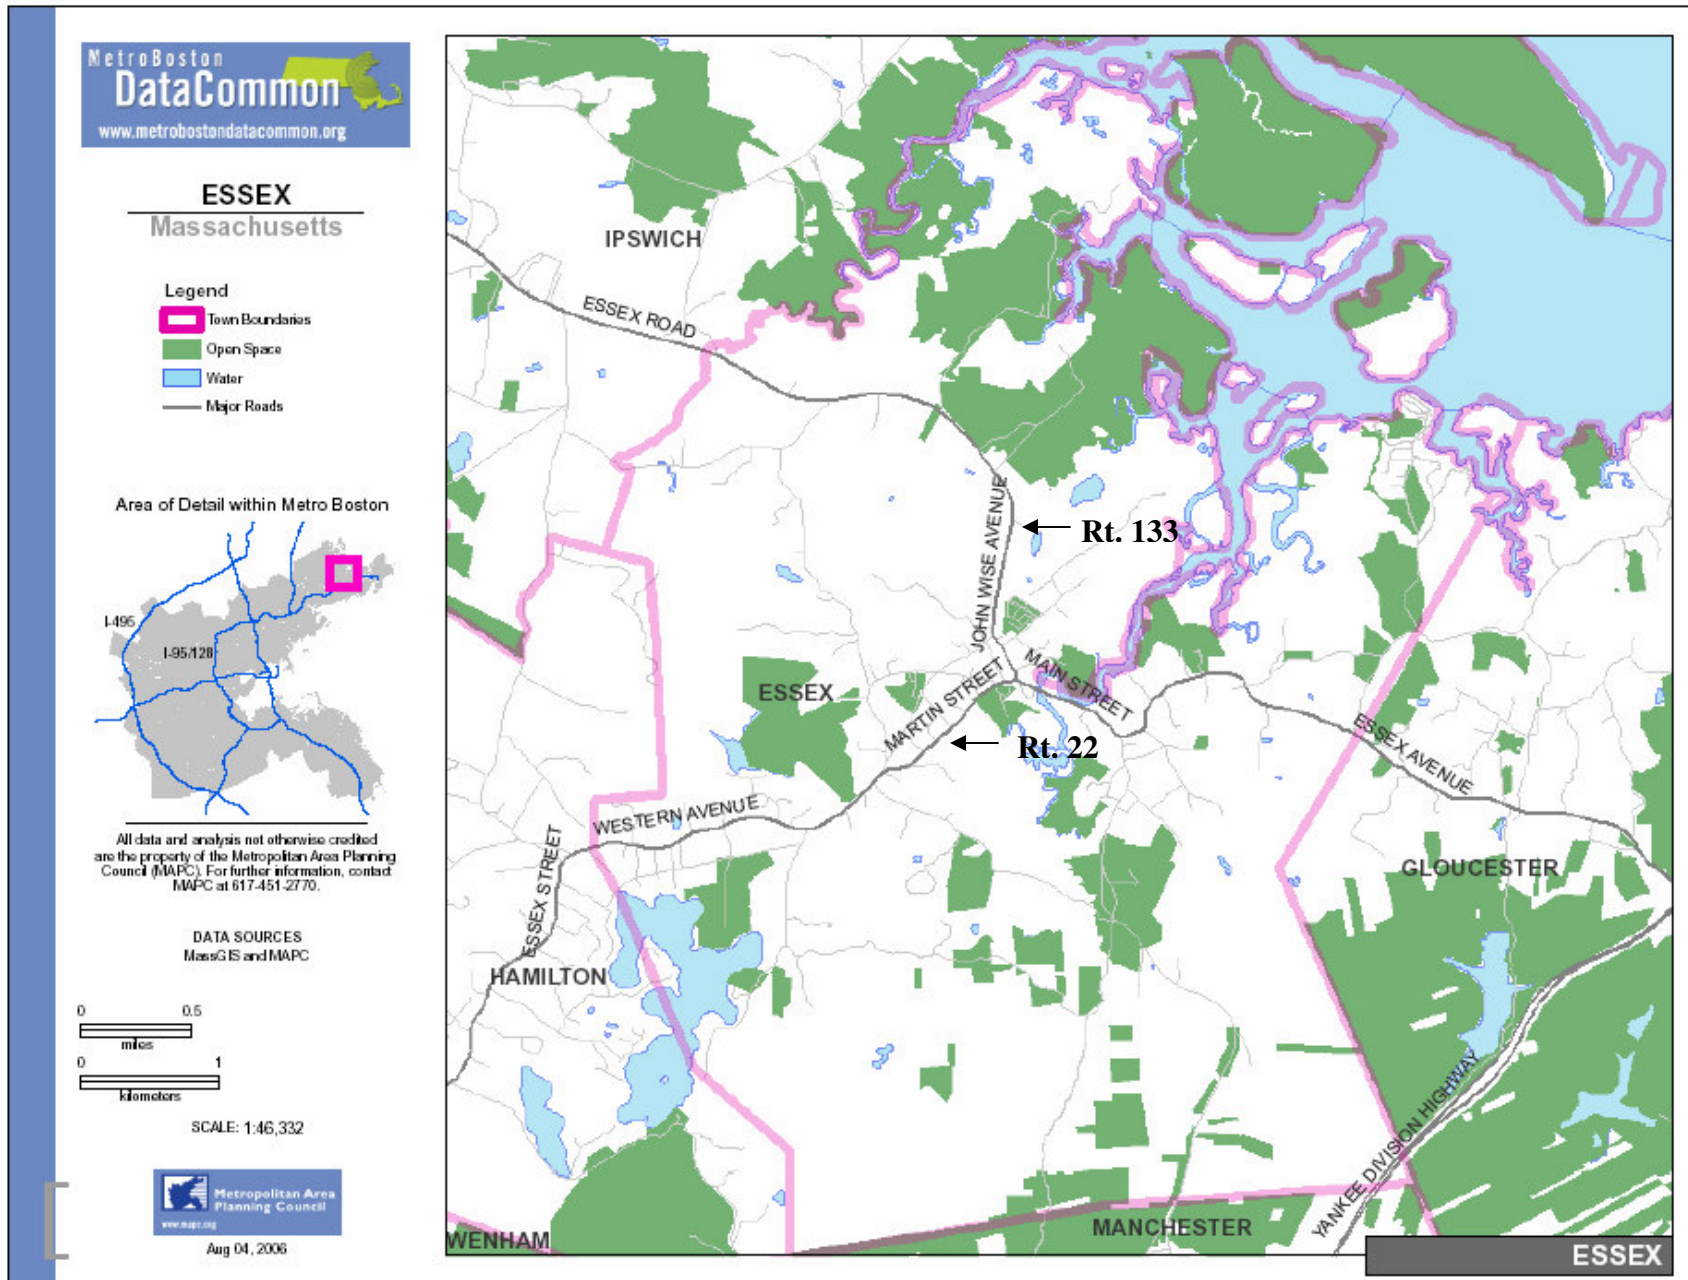 MetroBoston
DataCommon
www.metrobostondatacommon.org
ESSEX
Massachusetts
Legend
Town Boundaries
Open Space
Water
Major Roads
Area of Detail within Metro Boston
I-495
I-95/128
All data and analysis not otherwise credited
are the property of the Metropolitan Area Planning
Council (MAPC). For further information, contact
MAPC at 617-451-2770.
DATA SOURCES
MassGIS and MAPC
0 0.5
miles
0 1
kilometers
SCALE: 1:46,332
Metropolitan Area
Planning Council
www.mapc.org
Aug 04, 2006
IPSWICH
ESSEX ROAD
JOHN WISE AVENUE
Rt. 133
MAIN STREET
ESSEX
MARTIN STREET
Rt. 22
ESSEX AVENUE
WESTERN AVENUE
ESSEX STREET
GLOUCESTER
HAMILTON
YANKEE DIVISION HIGHWAY
MANCHESTER
WENHAM
ESSEX